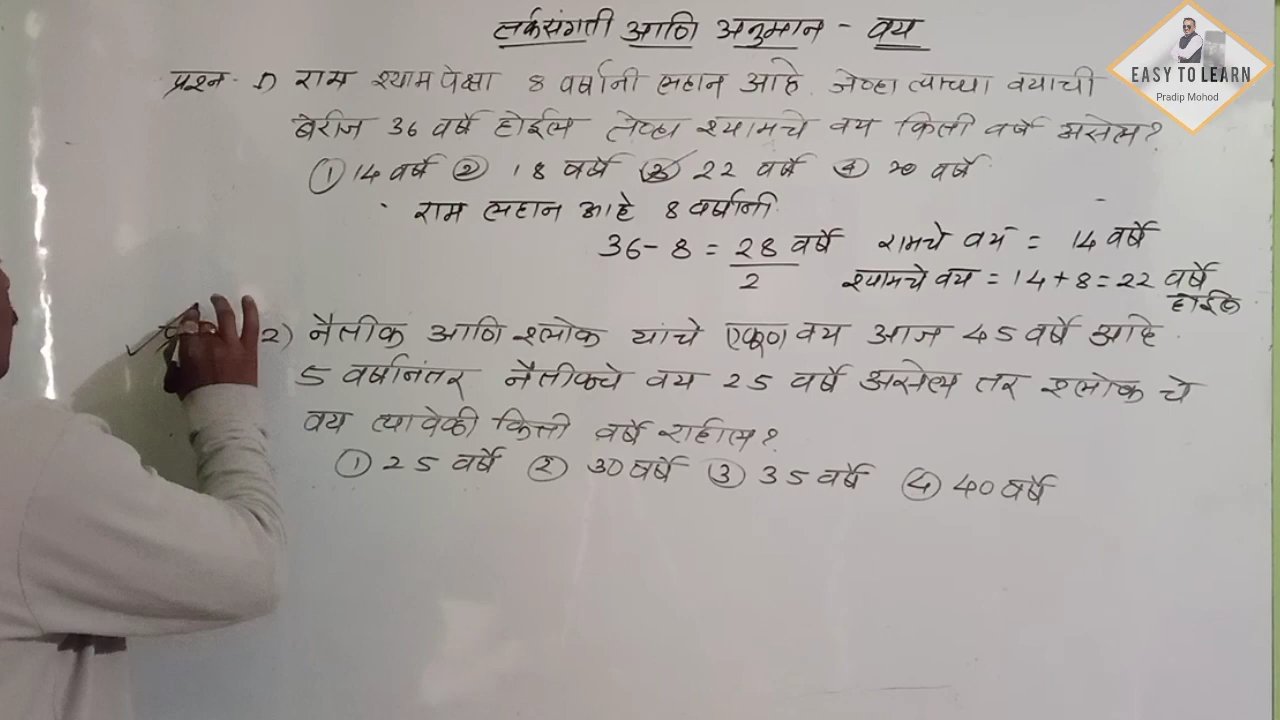 तर्कसंगती आणि अनुमान - वय
EASY TO LEARN
Pradip Mohod
प्रश्न 1) राम श्यामपेक्षा 8 वर्षांनी लहान आहे. जेव्हा त्याच्या वयाची
बेरीज 36 वर्षे होईल तेव्हा श्यामचे वय किती वर्षे असेल?
① 14 वर्षे ② 18 वर्षे ③ 22 वर्षे ④ 20 वर्षे
राम लहान आहे 8 वर्षांनी
36 - 8 = 28 वर्षे रामचे वय = 14 वर्षे
2 श्यामचे वय = 14 + 8 = 22 वर्षे
होईल
2) नैतीक आणि श्लोक यांचे एकूण वय आज 45 वर्षे आहे.
5 वर्षानंतर नैतीकचे वय 25 वर्षे असेल तर श्लोक चे
वय त्यावेळी किती वर्षे राहील?
① 25 वर्षे ② 30 वर्षे ③ 35 वर्षे ④ 40 वर्षे